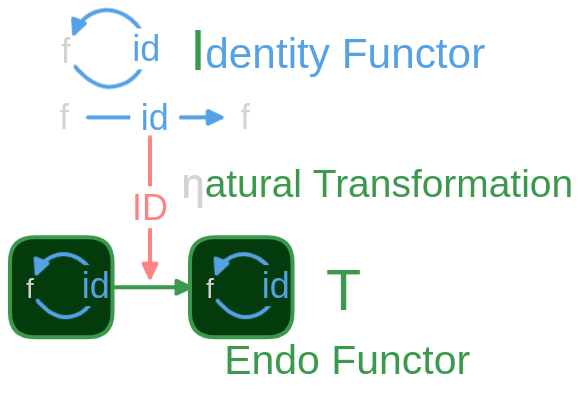 f id Identity Functor
f id f
ηatural Transformation
ID
f id f id T
Endo Functor